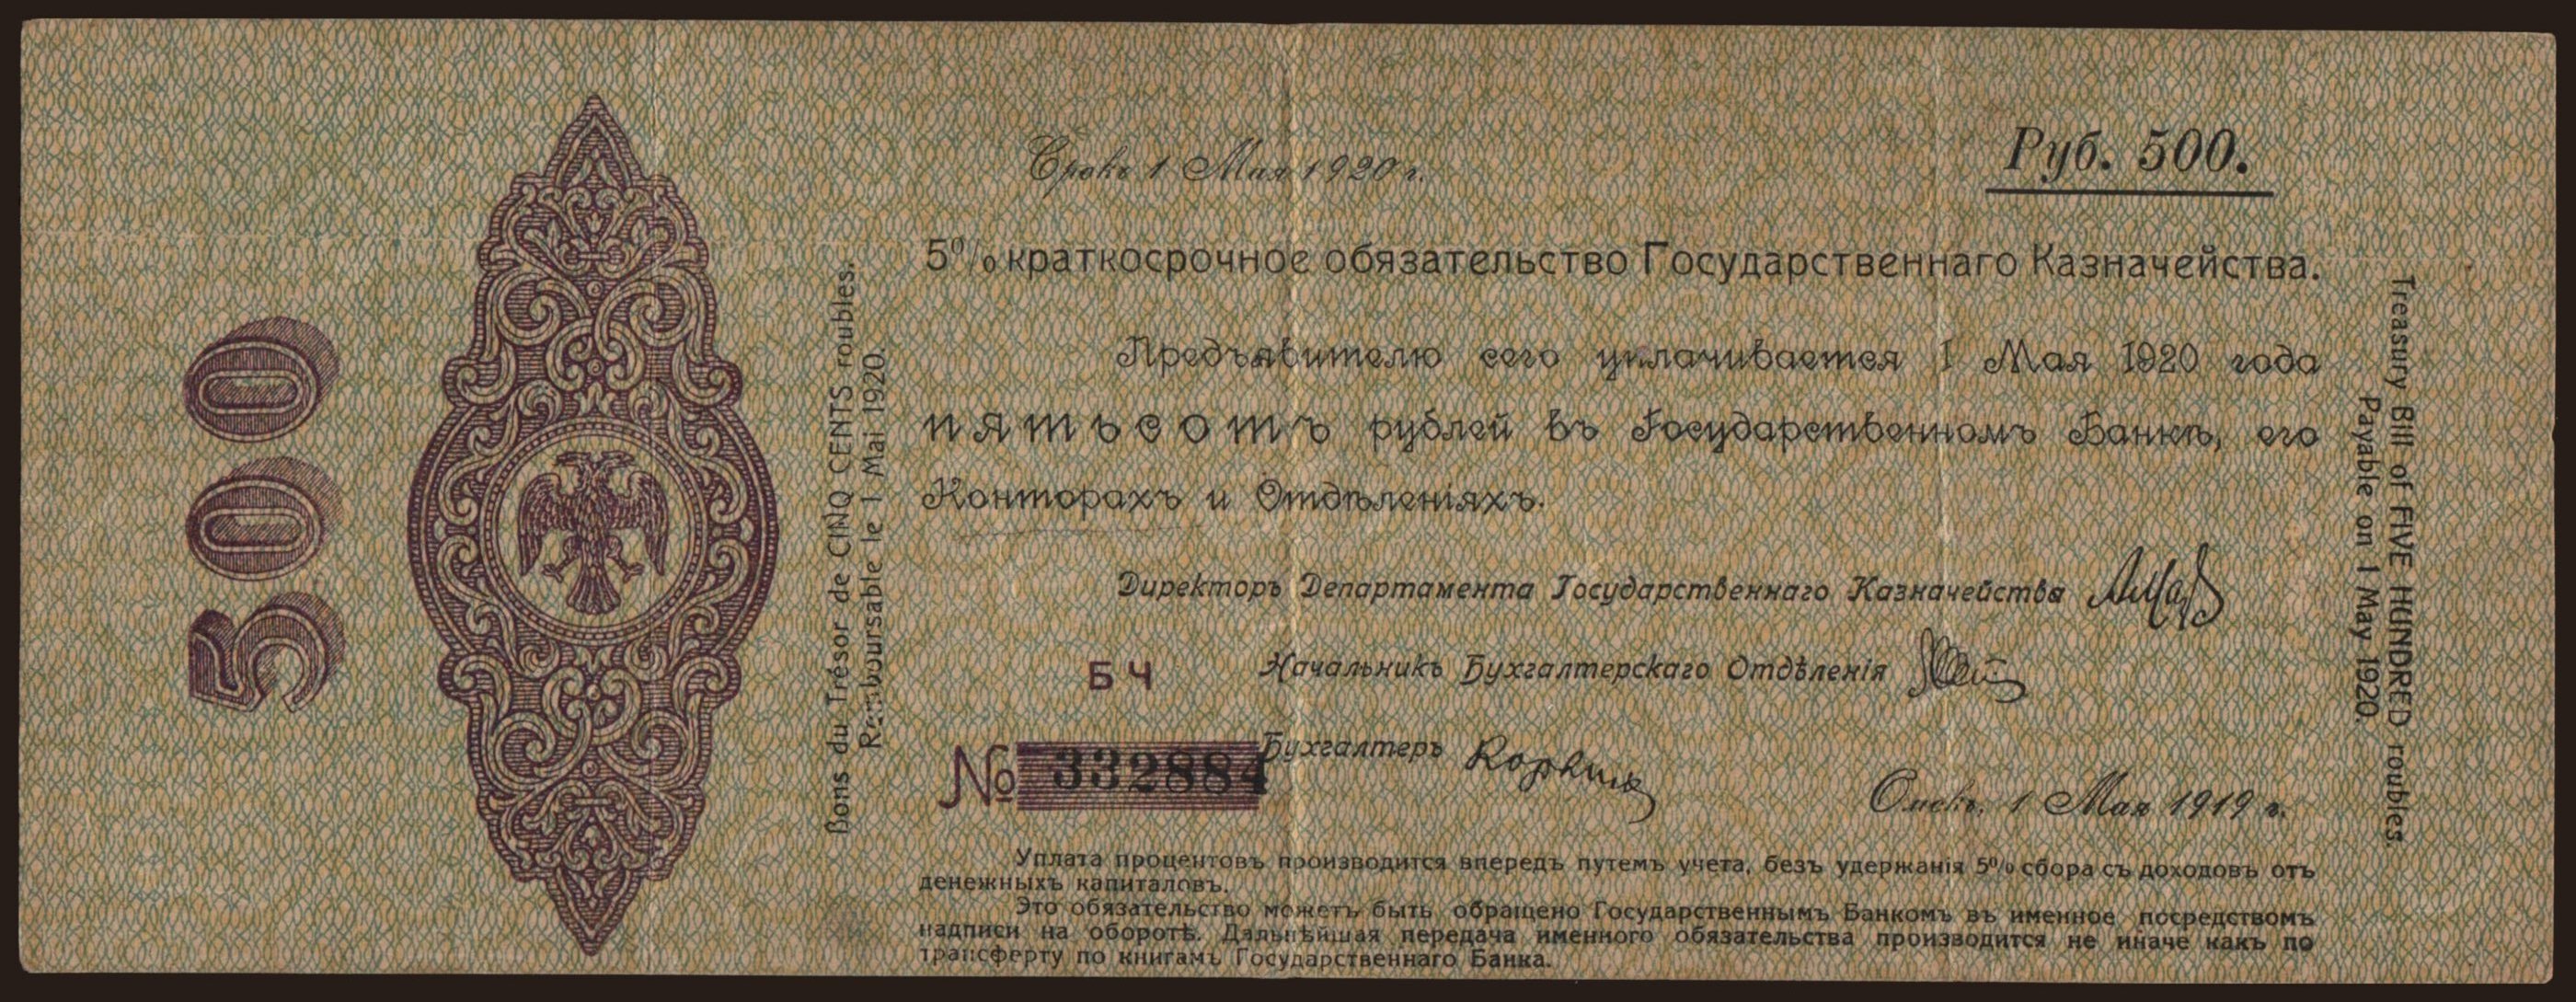 500
Bons du Trésor de CINQ CENTS roubles.
Remboursable le 1 Mai 1920.
Срокъ 1 Мая 1920 г.
Руб. 500.
5% краткосрочное обязательство Государственнаго Казначейства.
Предъявителю сего уплачивается 1 Мая 1920 года
пятьсотъ рублей въ Государственномъ Банкѣ, его
Конторахъ и Отдѣленіяхъ.
Директоръ Департамента Государственнаго Казначейства
БЧ Начальникъ Бухгалтерскаго Отдѣленія
№ 332884 Бухгалтеръ
Омскъ, 1 Мая 1919 г.
Уплата процентовъ производится впередъ путемъ учета, безъ удержанія 5% сбора съ доходовъ отъ
денежныхъ капиталовъ.
Это обязательство можетъ быть обращено Государственнымъ Банкомъ въ именное посредствомъ
надписи на оборотѣ. Дальнѣйшая передача именного обязательства производится не иначе какъ по
трансферту по книгамъ Государственнаго Банка.
Treasury Bill of FIVE HUNDRED roubles.
Payable on 1 May 1920.